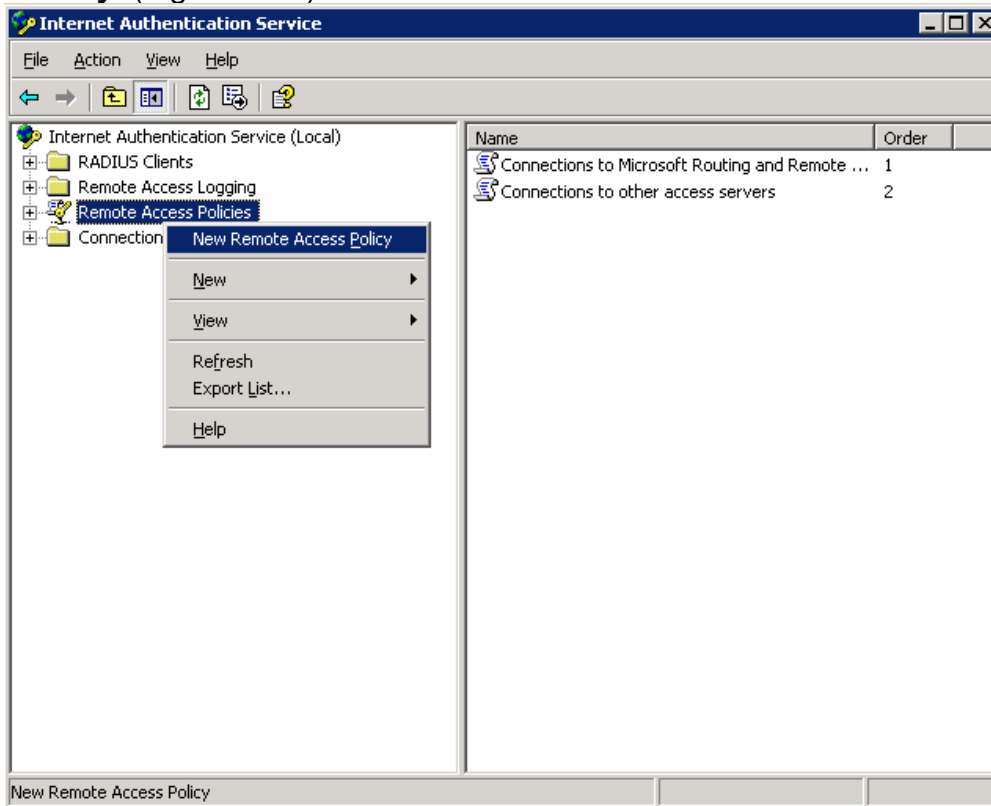 Internet Authentication Service
File Action View Help
Internet Authentication Service (Local)
RADIUS Clients
Remote Access Logging
Remote Access Policies
Connection
New Remote Access Policy
New
View
Refresh
Export List...
Help
Name Order
Connections to Microsoft Routing and Remote ... 1
Connections to other access servers 2
New Remote Access Policy